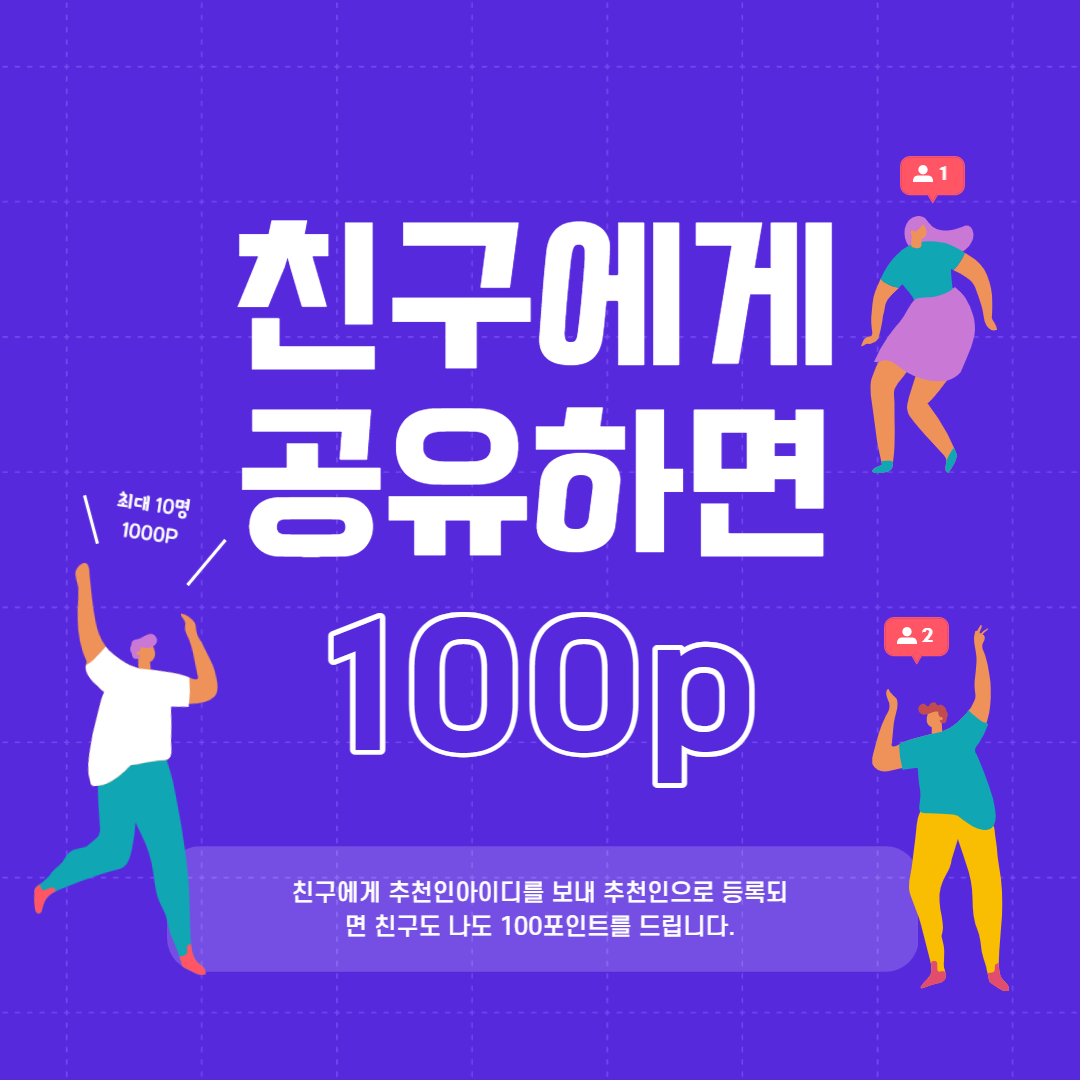 1
친구에게
공유하면
최대 10명
1000P
100p
2
친구에게 추천인아이디를 보내 추천인으로 등록되
면 친구도 나도 100포인트를 드립니다.